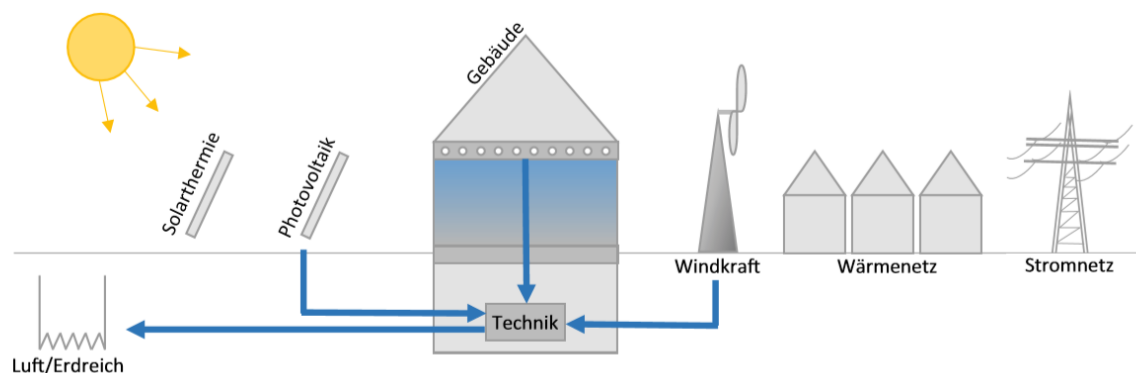 Gebäude
Solarthermie
Photovoltaik
Windkraft
Wärmenetz
Stromnetz
Technik
Luft/Erdreich